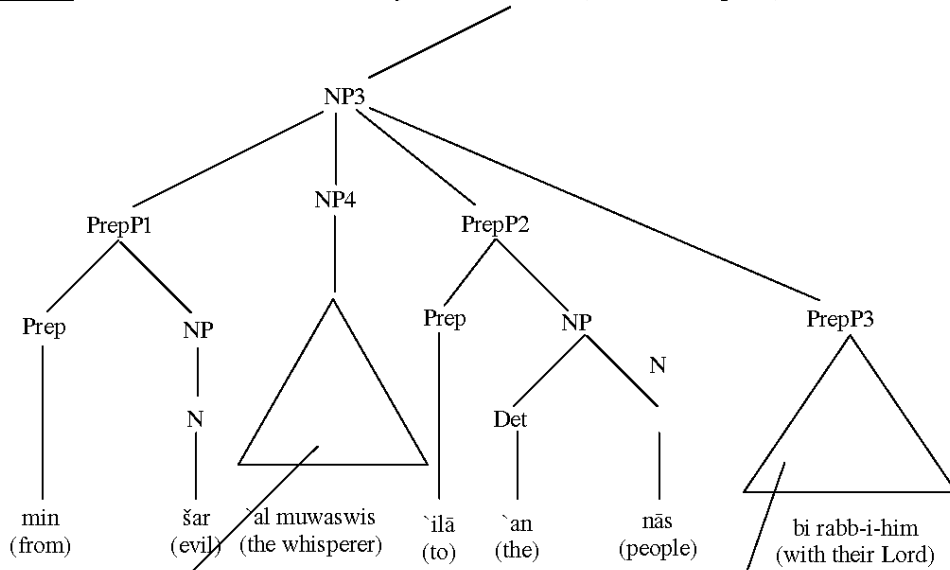 NP3
NP4
PrepP1 PrepP2
Prep NP Prep NP PrepP3
N
N Det
min šar `al muwaswis `ilā `an nās bi rabb-i-him
(from) (evil) (the whisperer) (to) (the) (people) (with their Lord)